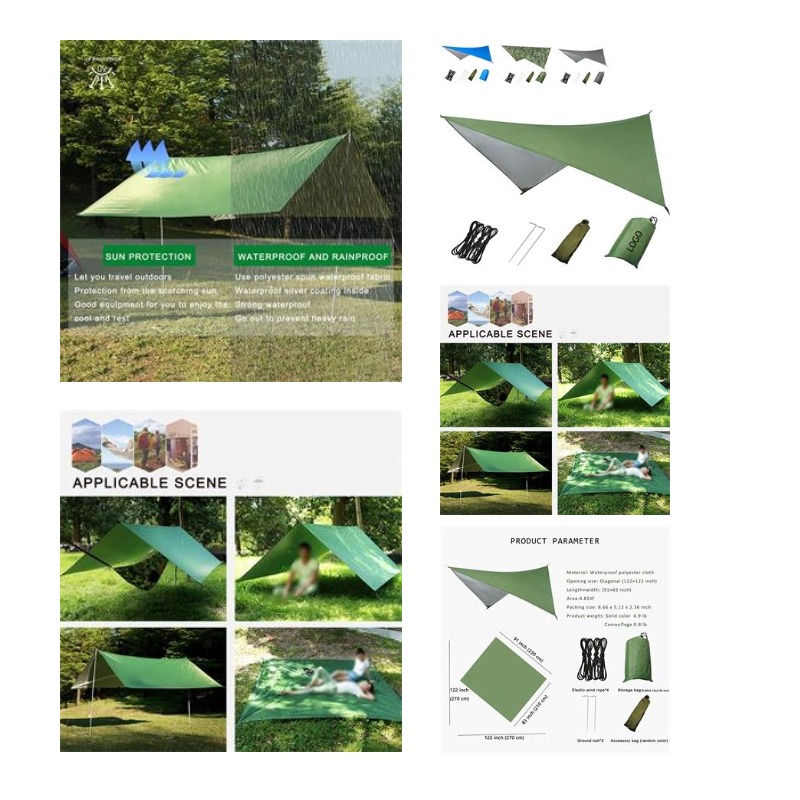 UV
SUN PROTECTION
Let you travel outdoors
Protection from the scorching sun
Good equipment for you to enjoy the
cool and rest
WATERPROOF AND RAINPROOF
Use polyester spun waterproof fabric
Waterproof silver coating inside
Strong waterproof
Go out to prevent heavy rain
LOGO
APPLICABLE SCENE
APPLICABLE SCENE
PRODUCT PARAMETER
Material: Waterproof polyester cloth
Opening size: Diagonal (122×122 inch)
Length×width: (91×83 inch)
Packing size: 8.66 x 5.12 x 2.36 inch
Product weight: Solid color 0.9 lb
Camouflage 0.8 lb
91 inch (230 cm)
122 inch
(270 cm)
83 inch (210 cm)
122 inch (270 cm)
Elastic wind rope*4
Storage bag
Ground nail*2
Accessory bag (random color)